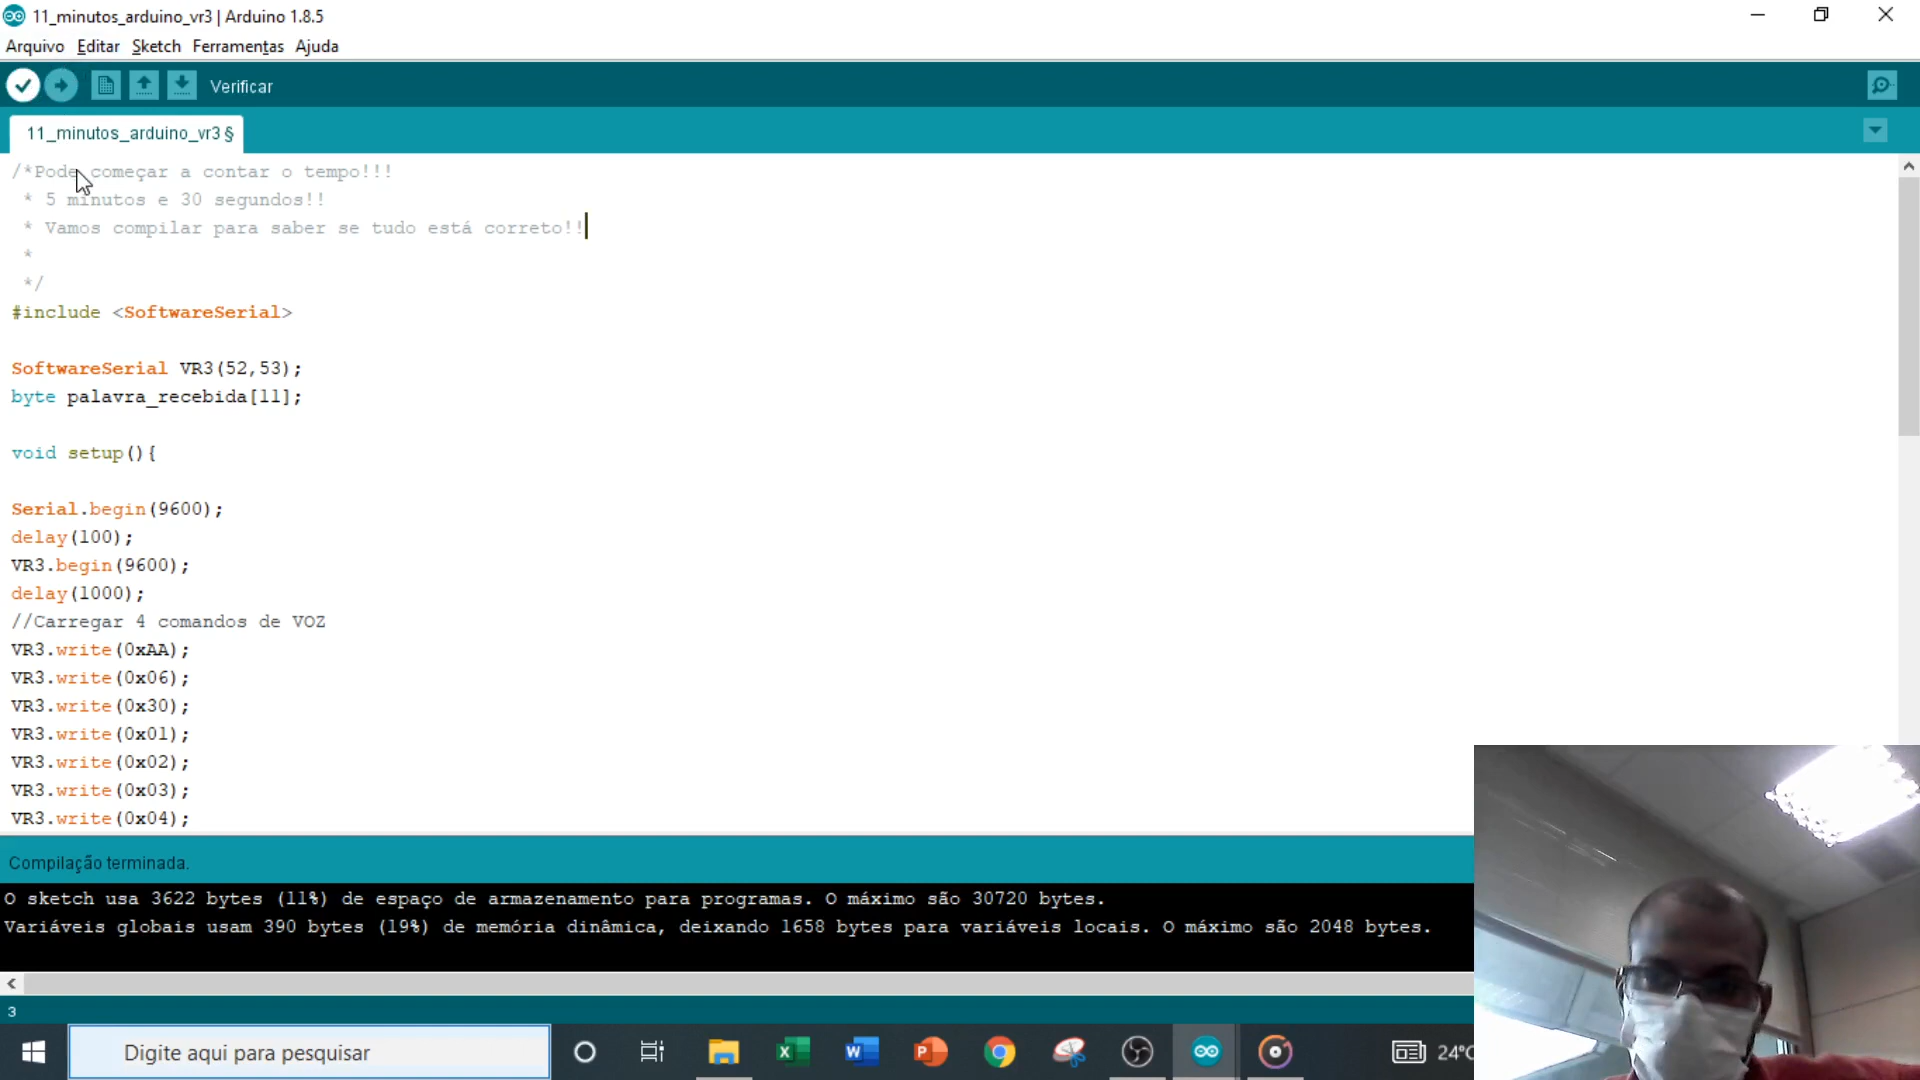 11_minutos_arduino_vr3 | Arduino 1.8.5
Arquivo Editar Sketch Ferramentas Ajuda
Verificar
11_minutos_arduino_vr3 §
/*Pode começar a contar o tempo!!!
* 5 minutos e 30 segundos!!
* Vamos compilar para saber se tudo está correto!!
*
*/
#include <SoftwareSerial>
SoftwareSerial VR3(52,53);
byte palavra_recebida[11];
void setup(){
Serial.begin(9600);
delay(100);
VR3.begin(9600);
delay(1000);
//Carregar 4 comandos de VOZ
VR3.write(0xAA);
VR3.write(0x06);
VR3.write(0x30);
VR3.write(0x01);
VR3.write(0x02);
VR3.write(0x03);
VR3.write(0x04);
Compilação terminada.
O sketch usa 3622 bytes (11%) de espaço de armazenamento para programas. O máximo são 30720 bytes.
Variáveis globais usam 390 bytes (19%) de memória dinâmica, deixando 1658 bytes para variáveis locais. O máximo são 2048 bytes.
3
Digite aqui para pesquisar
24°C